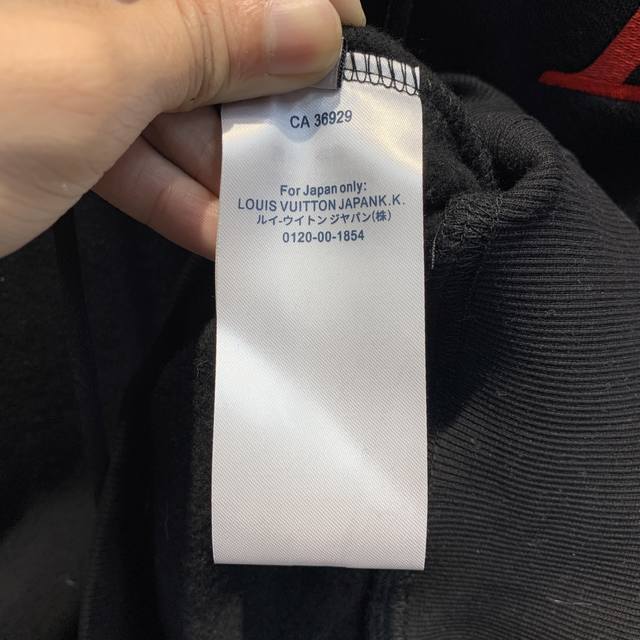 CA 36929
For Japan only:
LOUIS VUITTON JAPANK.K.
ルイ-ウイトンジャパン(株)
0120-00-1854